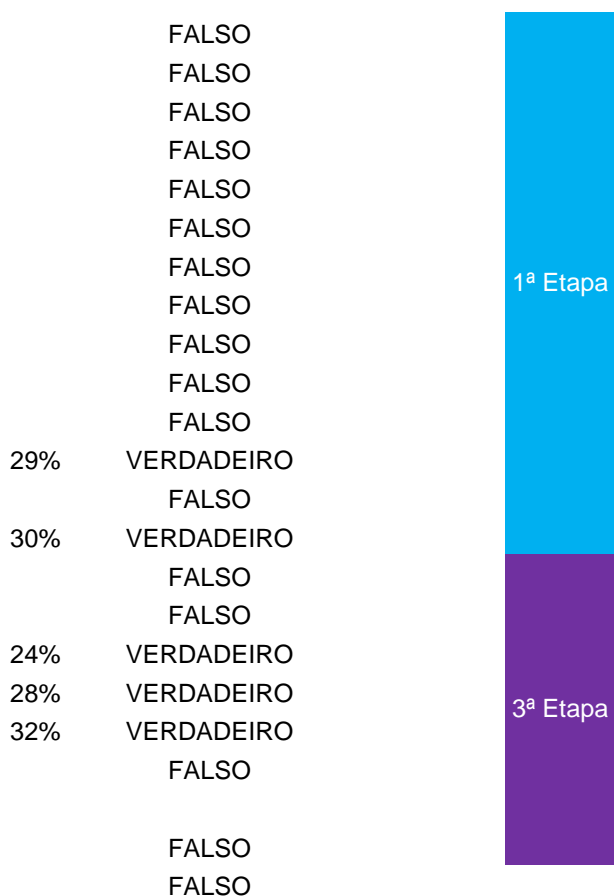 FALSO
FALSO
FALSO
FALSO
FALSO
FALSO
FALSO
1ª Etapa
FALSO
FALSO
FALSO
FALSO
29% VERDADEIRO
FALSO
30% VERDADEIRO
FALSO
FALSO
24% VERDADEIRO
28% VERDADEIRO
3ª Etapa
32% VERDADEIRO
FALSO
FALSO
FALSO